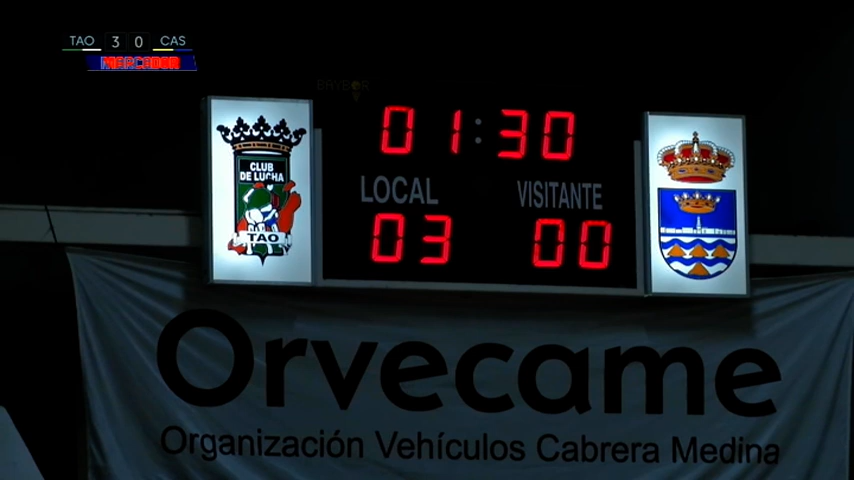 TAO 3 0 CAS
MARCADOR
BAYBOR
01:30
CLUB
DE LUCHA
TAO
LOCAL VISITANTE
03 00
Orvecame
Organización Vehículos Cabrera Medina